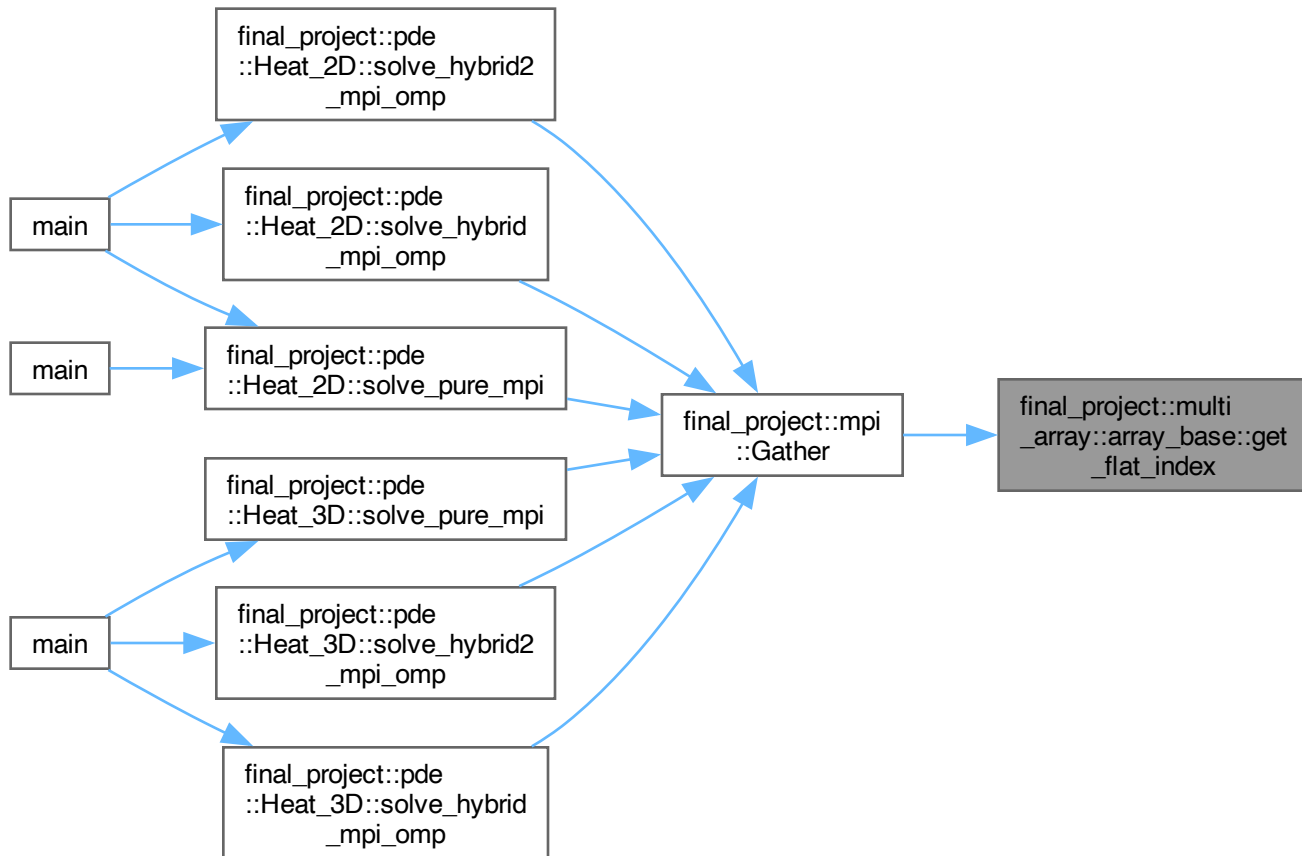 final_project::pde
::Heat_2D::solve_hybrid2
_mpi_omp
main
final_project::pde
::Heat_2D::solve_hybrid
_mpi_omp
main
final_project::pde
::Heat_2D::solve_pure_mpi
final_project::mpi
::Gather
final_project::multi
_array::array_base::get
_flat_index
final_project::pde
::Heat_3D::solve_pure_mpi
main
final_project::pde
::Heat_3D::solve_hybrid2
_mpi_omp
final_project::pde
::Heat_3D::solve_hybrid
_mpi_omp